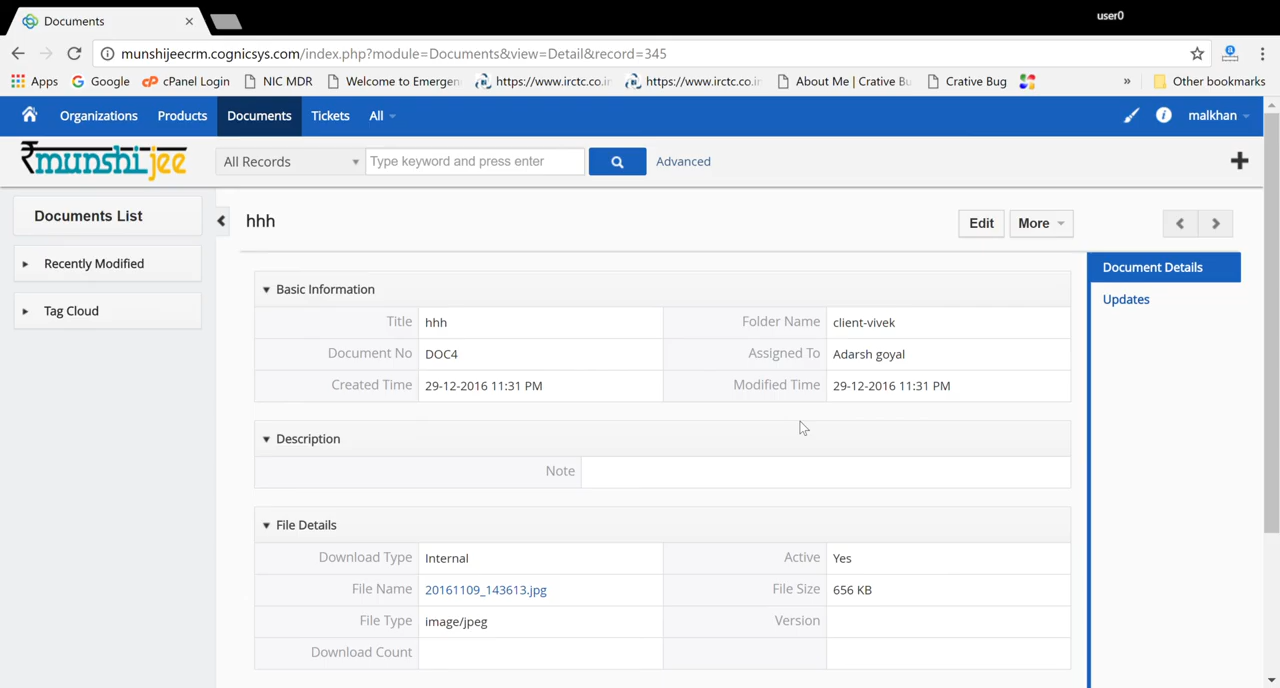 Documents
user0
munshijeecrm.cognicsys.com/index.php?module=Documents&view=Detail&record=345
Apps Google cPanel Login NIC MDR Welcome to Emergen https://www.irctc.co.in https://www.irctc.co.in About Me | Crative Bu Crative Bug » Other bookmarks
Organizations Products Documents Tickets All malkhan
₹munshijee All Records Type keyword and press enter Advanced
Documents List
Recently Modified
Tag Cloud
hhh Edit More
Document Details
Updates
Basic Information
Title hhh Folder Name client-vivek
Document No DOC4 Assigned To Adarsh goyal
Created Time 29-12-2016 11:31 PM Modified Time 29-12-2016 11:31 PM
Description
Note
File Details
Download Type Internal Active Yes
File Name 20161109_143613.jpg File Size 656 KB
File Type image/jpeg Version
Download Count